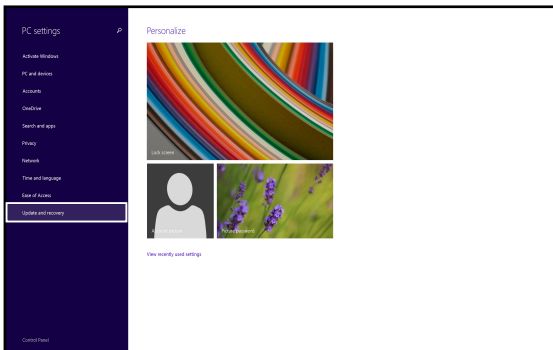 PC settings
Activate Windows
PC and devices
Accounts
OneDrive
Search and apps
Privacy
Network
Time and language
Ease of Access
Update and recovery
Control Panel
Personalize
Lock screen
Account picture
Picture password
View recently used settings